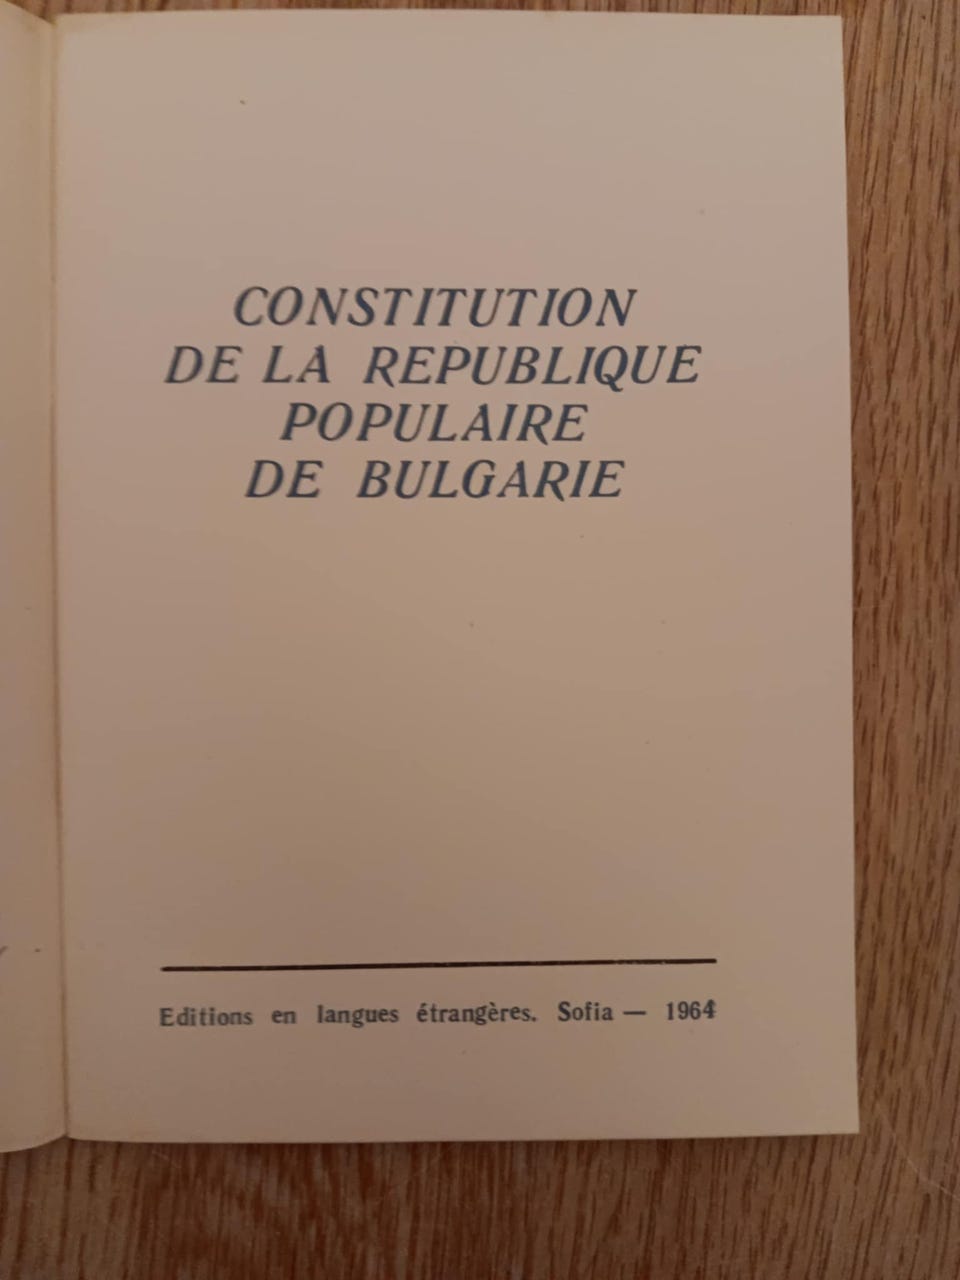 CONSTITUTION
DE LA REPUBLIQUE
POPULAIRE
DE BULGARIE
Editions en langues étrangères. Sofia — 1964